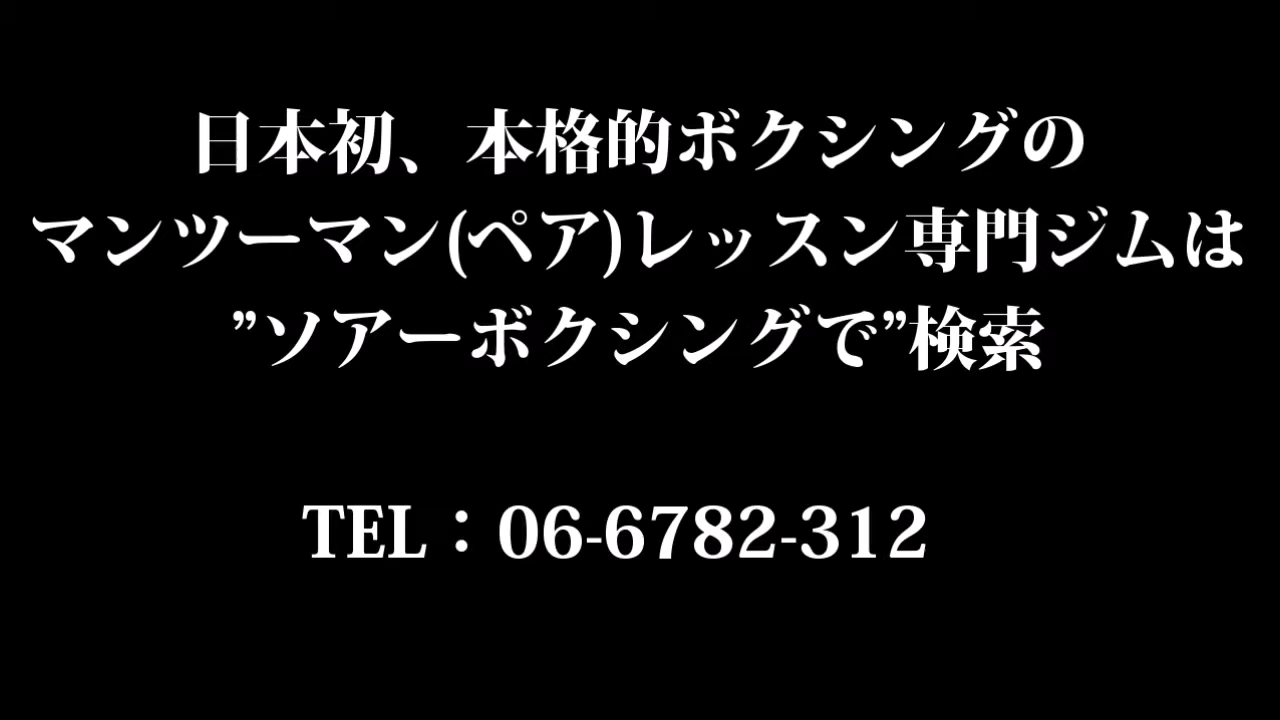 日本初、本格的ボクシングの
マンツーマン(ペア)レッスン専門ジムは
”ソアーボクシングで”検索
TEL：06-6782-312